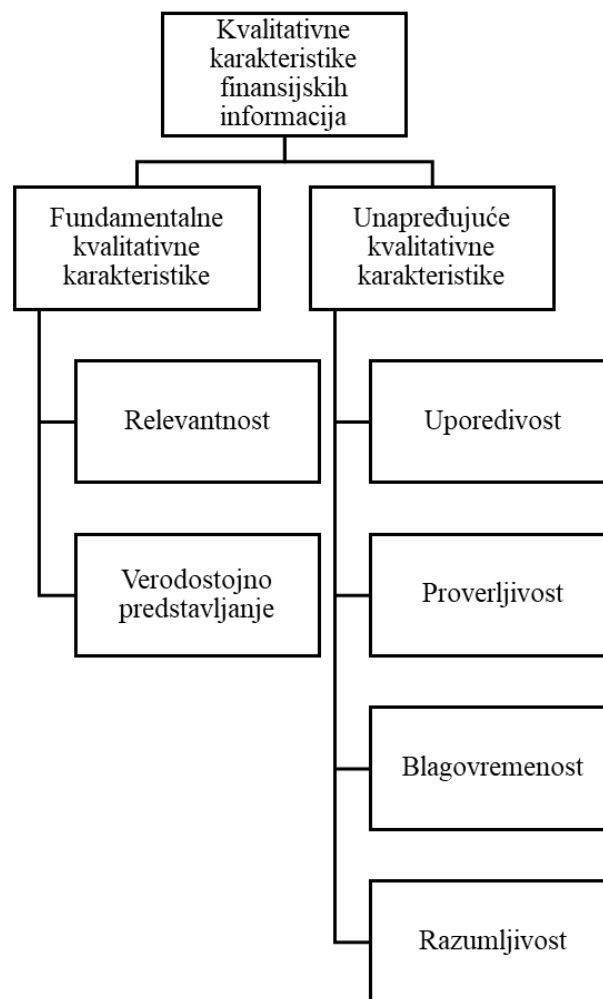 Kvalitativne
karakteristike
finansijskih
informacija
Fundamentalne
kvalitativne
karakteristike
Unapređujuće
kvalitativne
karakteristike
Relevantnost
Verodostojno
predstavljanje
Uporedivost
Proverljivost
Blagovremenost
Razumljivost